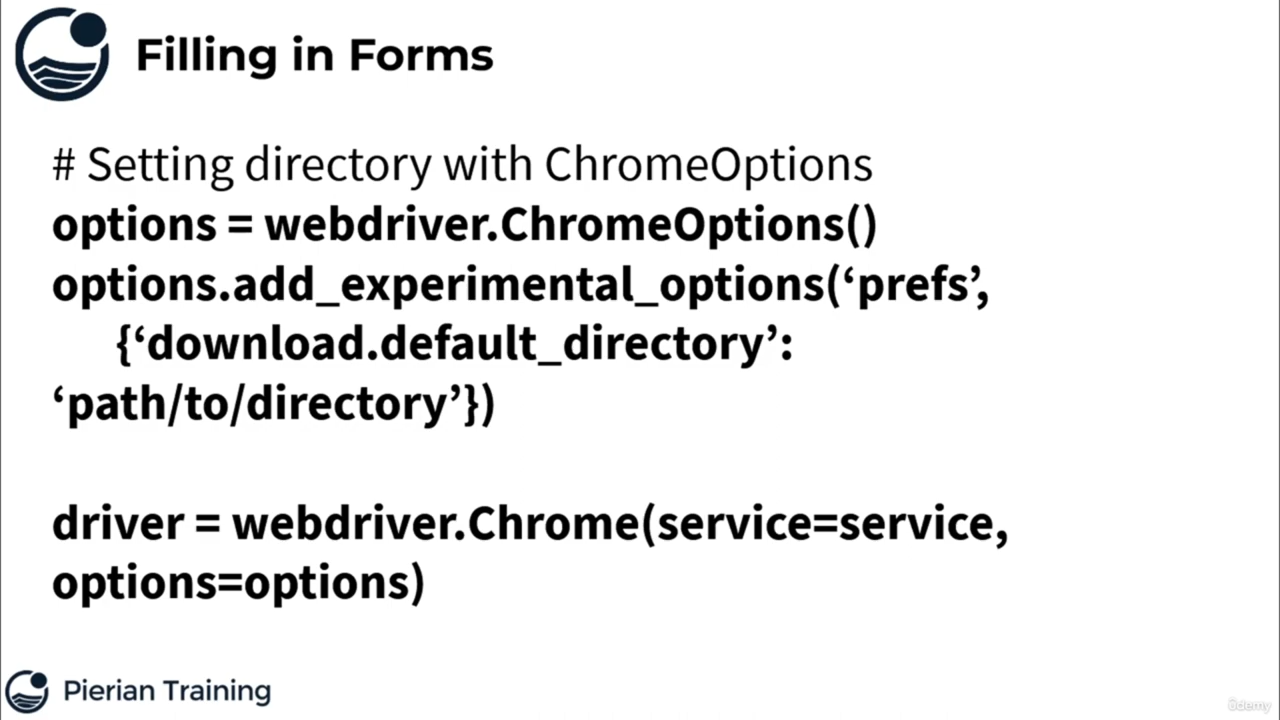 Filling in Forms
# Setting directory with ChromeOptions
options = webdriver.ChromeOptions()
options.add_experimental_options(‘prefs’,
{‘download.default_directory’:
‘path/to/directory’})
driver = webdriver.Chrome(service=service,
options=options)
Pierian Training
ûdemy